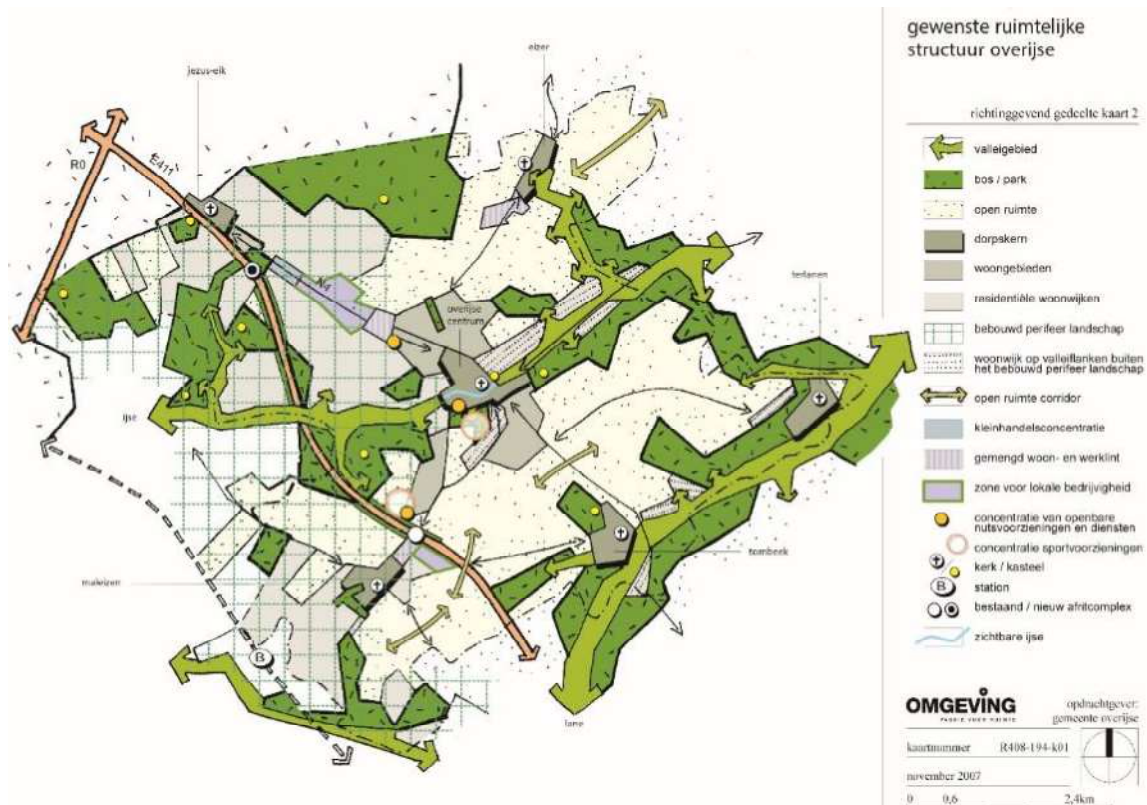 gewenste ruimtelijke
structuur overijse
richtinggevend gedeelte kaart 2
valleigebied
bos / park
open ruimte
dorpskern
woongebieden
residentiële woonwijken
bebouwd perifeer landschap
woonwijk op valleiflanken buiten
het bebouwd perifeer landschap
open ruimte corridor
kleinhandelsconcentratie
gemengd woon- en werklint
zone voor lokale bedrijvigheid
concentratie van openbare
nutsvoorzieningen en diensten
concentratie sportvoorzieningen
kerk / kasteel
B
station
bestaand / nieuw afritcomplex
zichtbare ijse
OMGEVING
opdrachtgever:
gemeente overijse
kaartnummer R408-194-k01
november 2007
0 0,6 2,4km
eizer
jezus-eik
R0
E411
N4
overijse
centrum
terlanen
ijse
tombeek
maleizen
B
lane